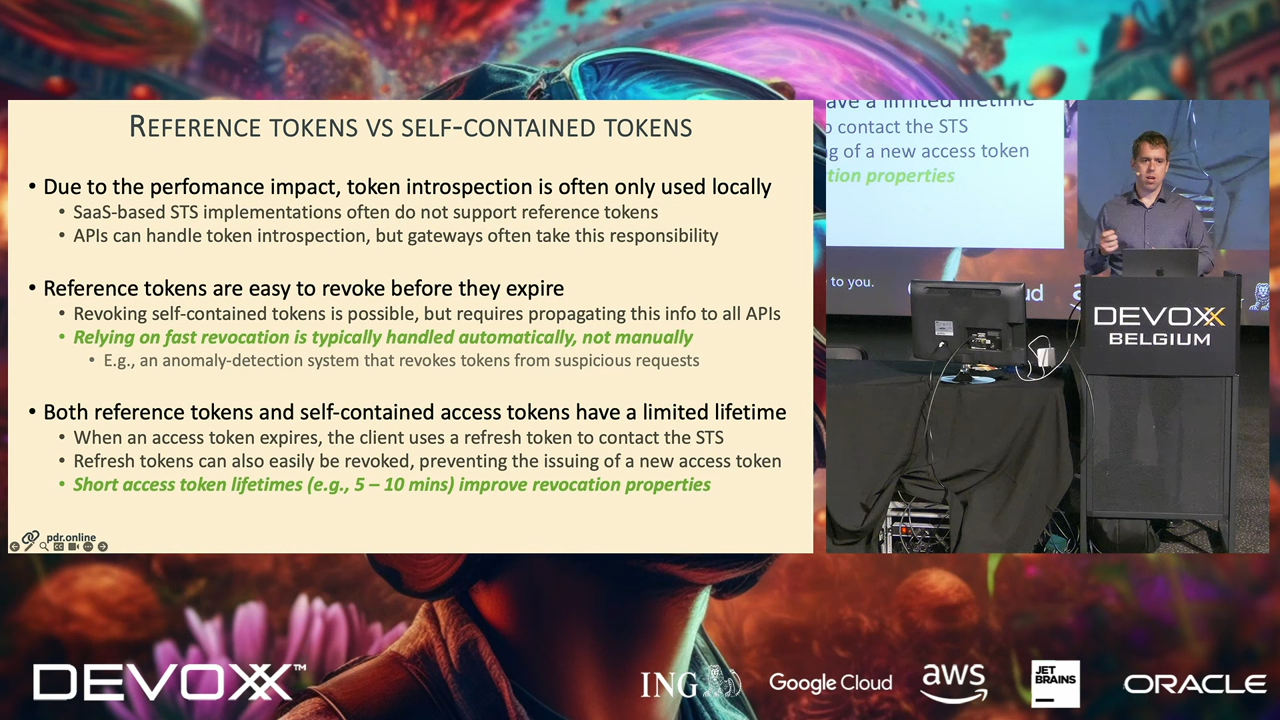 REFERENCE TOKENS VS SELF-CONTAINED TOKENS
• Due to the perfomance impact, token introspection is often only used locally
• SaaS-based STS implementations often do not support reference tokens
• APIs can handle token introspection, but gateways often take this responsibility
• Reference tokens are easy to revoke before they expire
• Revoking self-contained tokens is possible, but requires propagating this info to all APIs
• Relying on fast revocation is typically handled automatically, not manually
• E.g., an anomaly-detection system that revokes tokens from suspicious requests
• Both reference tokens and self-contained access tokens have a limited lifetime
• When an access token expires, the client uses a refresh token to contact the STS
• Refresh tokens can also easily be revoked, preventing the issuing of a new access token
• Short access token lifetimes (e.g., 5 – 10 mins) improve revocation properties
pdr.online
ave a limited lifetime
o contact the STS
ng of a new access token
tion properties
to you.
ud
DEVOXX
BELGIUM
DEVOXX™
ING
Google Cloud
aws
JET
BRAINS
ORACLE